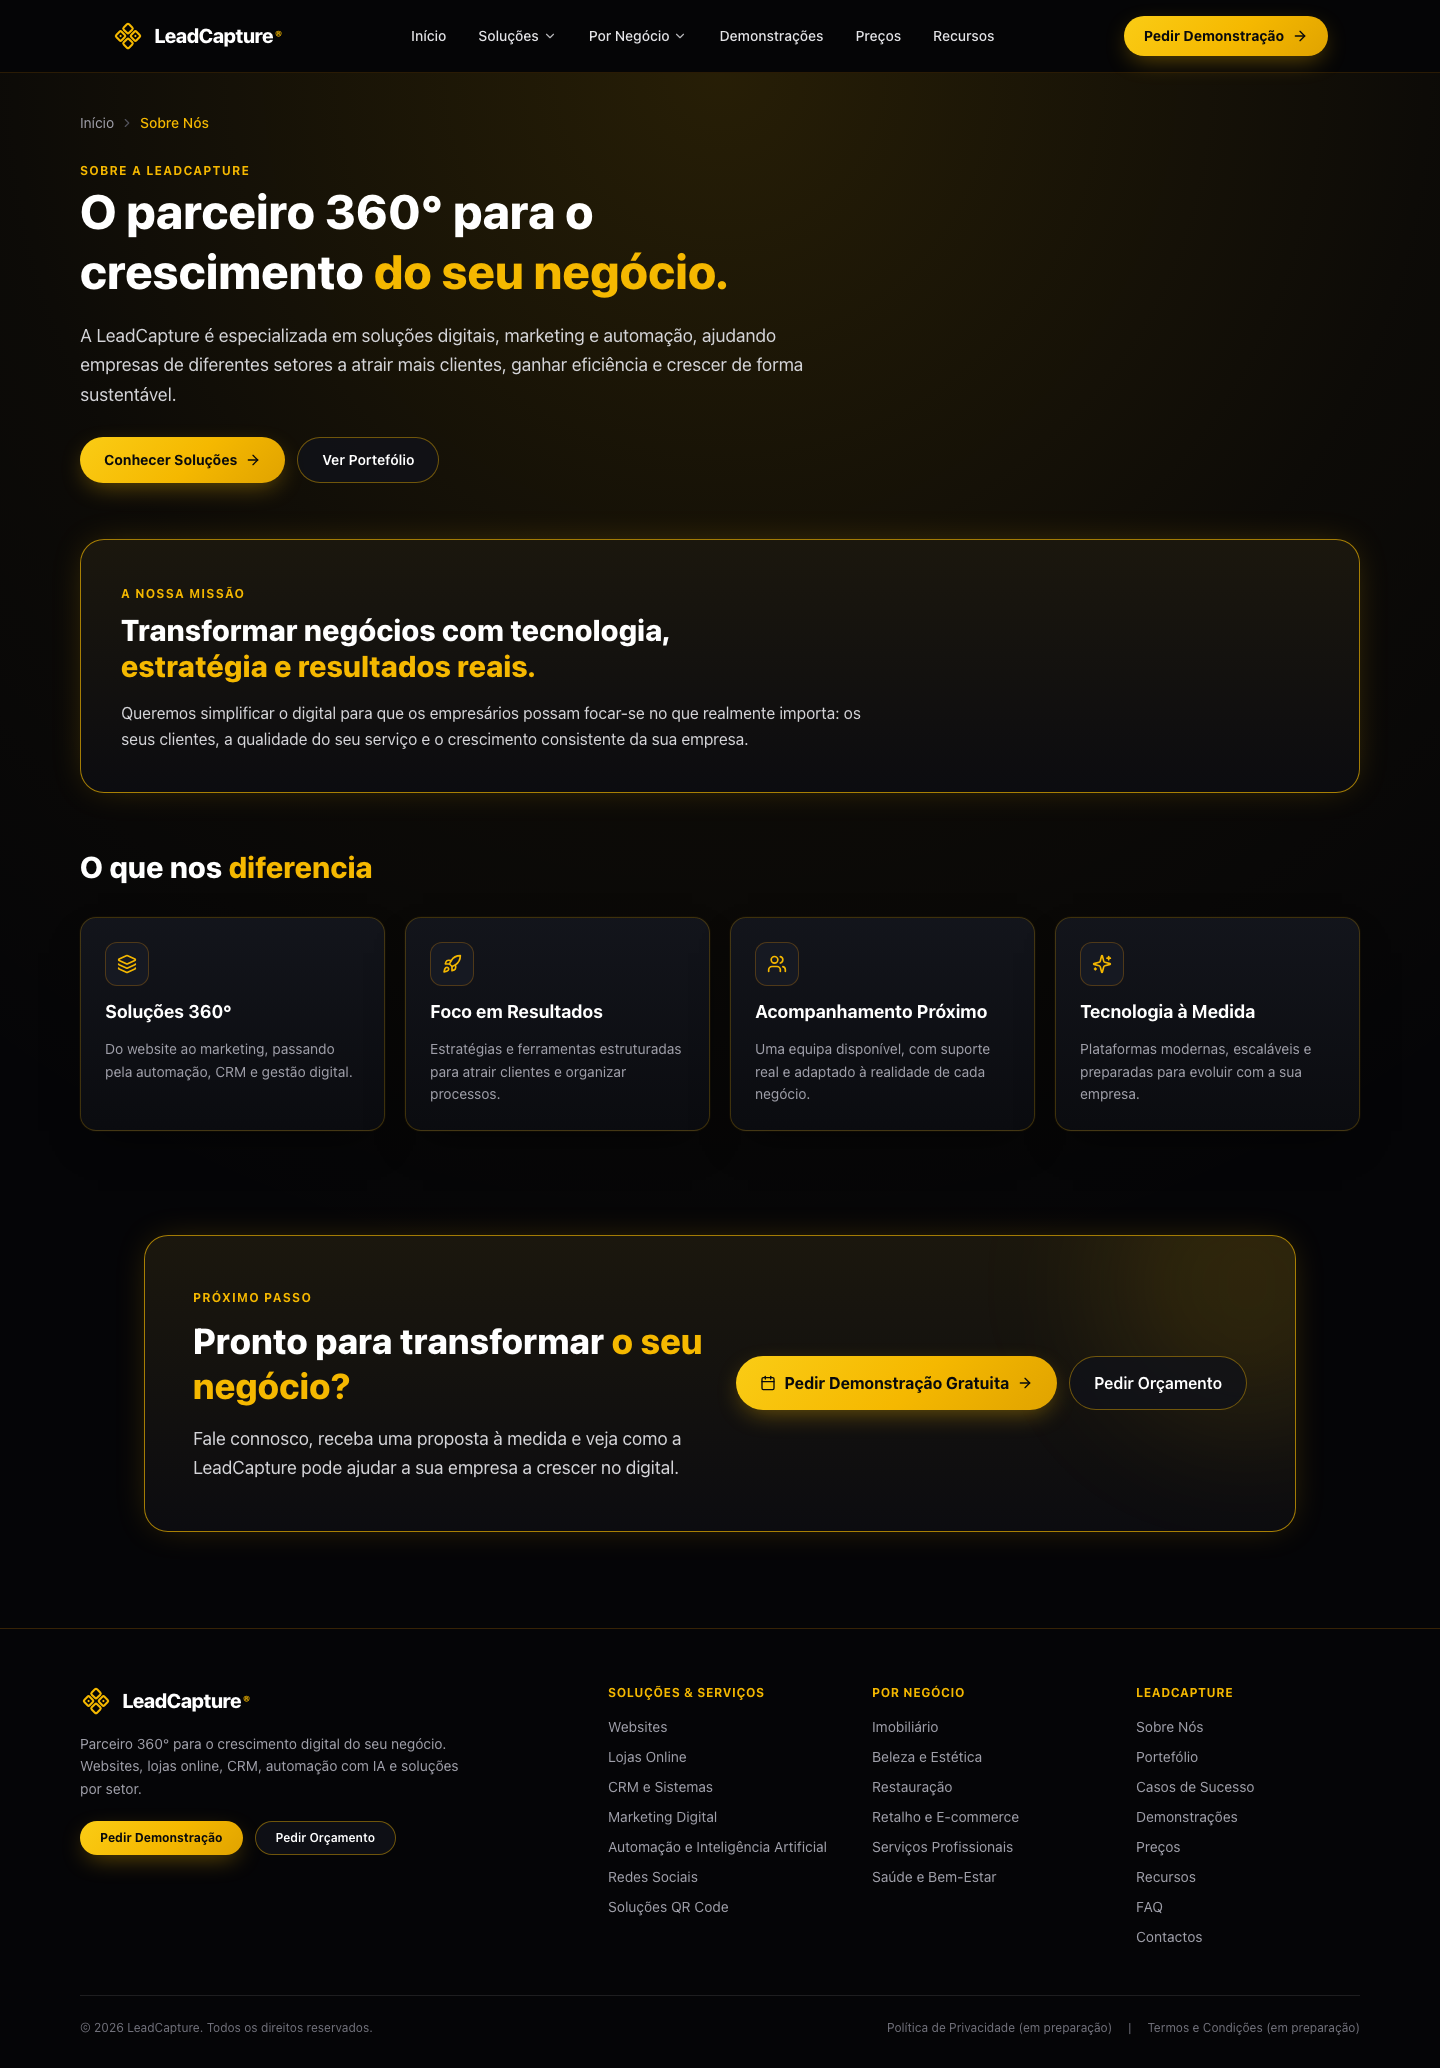 LeadCapture®
Início
Soluções
Por Negócio
Demonstrações
Preços
Recursos
Pedir Demonstração
Início
Sobre Nós
SOBRE A LEADCAPTURE
O parceiro 360° para o
crescimento do seu negócio.
A LeadCapture é especializada em soluções digitais, marketing e automação, ajudando
empresas de diferentes setores a atrair mais clientes, ganhar eficiência e crescer de forma
sustentável.
Conhecer Soluções
Ver Portefólio
A NOSSA MISSÃO
Transformar negócios com tecnologia,
estratégia e resultados reais.
Queremos simplificar o digital para que os empresários possam focar-se no que realmente importa: os
seus clientes, a qualidade do seu serviço e o crescimento consistente da sua empresa.
O que nos diferencia
Soluções 360°
Do website ao marketing, passando
pela automação, CRM e gestão digital.
Foco em Resultados
Estratégias e ferramentas estruturadas
para atrair clientes e organizar
processos.
Acompanhamento Próximo
Uma equipa disponível, com suporte
real e adaptado à realidade de cada
negócio.
Tecnologia à Medida
Plataformas modernas, escaláveis e
preparadas para evoluir com a sua
empresa.
PRÓXIMO PASSO
Pronto para transformar o seu
negócio?
Fale connosco, receba uma proposta à medida e veja como a
LeadCapture pode ajudar a sua empresa a crescer no digital.
Pedir Demonstração Gratuita
Pedir Orçamento
LeadCapture®
Parceiro 360° para o crescimento digital do seu negócio.
Websites, lojas online, CRM, automação com IA e soluções
por setor.
Pedir Demonstração
Pedir Orçamento
SOLUÇÕES & SERVIÇOS
Websites
Lojas Online
CRM e Sistemas
Marketing Digital
Automação e Inteligência Artificial
Redes Sociais
Soluções QR Code
POR NEGÓCIO
Imobiliário
Beleza e Estética
Restauração
Retalho e E-commerce
Serviços Profissionais
Saúde e Bem-Estar
LEADCAPTURE
Sobre Nós
Portefólio
Casos de Sucesso
Demonstrações
Preços
Recursos
FAQ
Contactos
© 2026 LeadCapture. Todos os direitos reservados.
Política de Privacidade (em preparação) | Termos e Condições (em preparação)